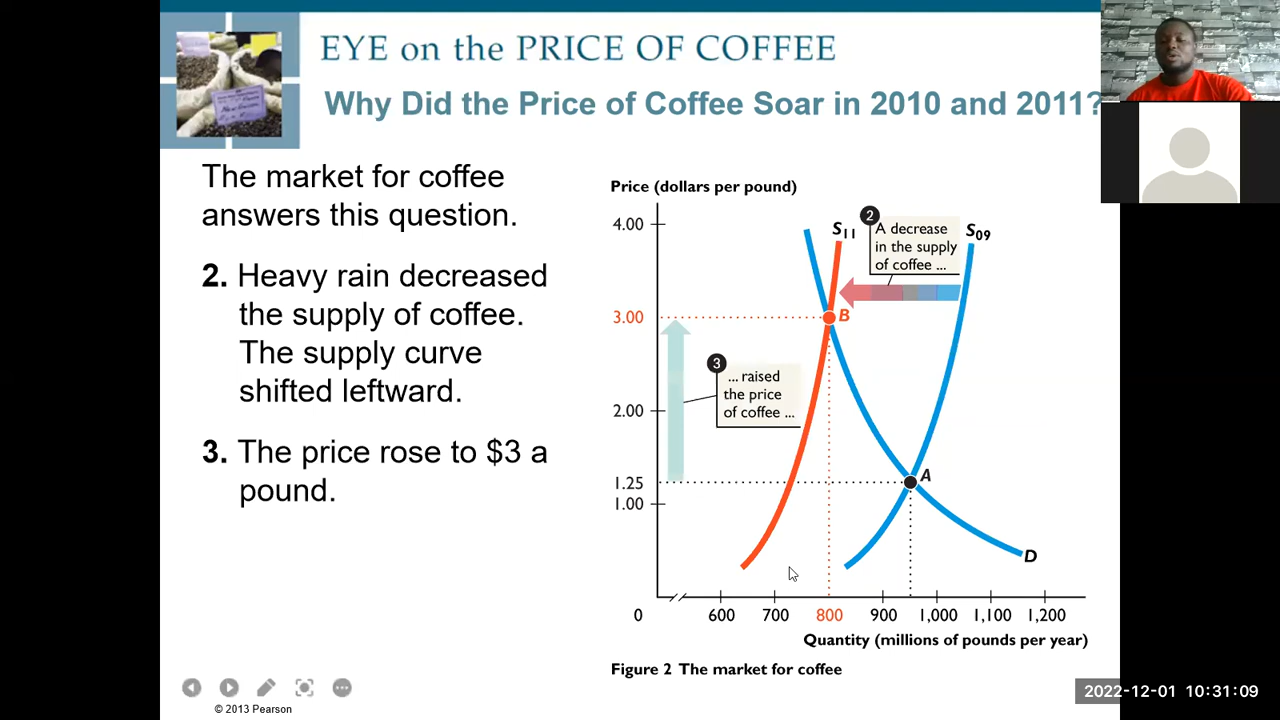 EYE on the PRICE OF COFFEE
Why Did the Price of Coffee Soar in 2010 and 2011?
The market for coffee
answers this question.
2. Heavy rain decreased
the supply of coffee.
The supply curve
shifted leftward.
3. The price rose to $3 a
pound.
Price (dollars per pound)
4.00
3.00
2.00
1.25
1.00
0
600
700
800
900
1,000
1,100
1,200
Quantity (millions of pounds per year)
S11
S09
2
A decrease
in the supply
of coffee ...
B
3
... raised
the price
of coffee ...
A
D
Figure 2 The market for coffee
© 2013 Pearson
2022-12-01 10:31:09